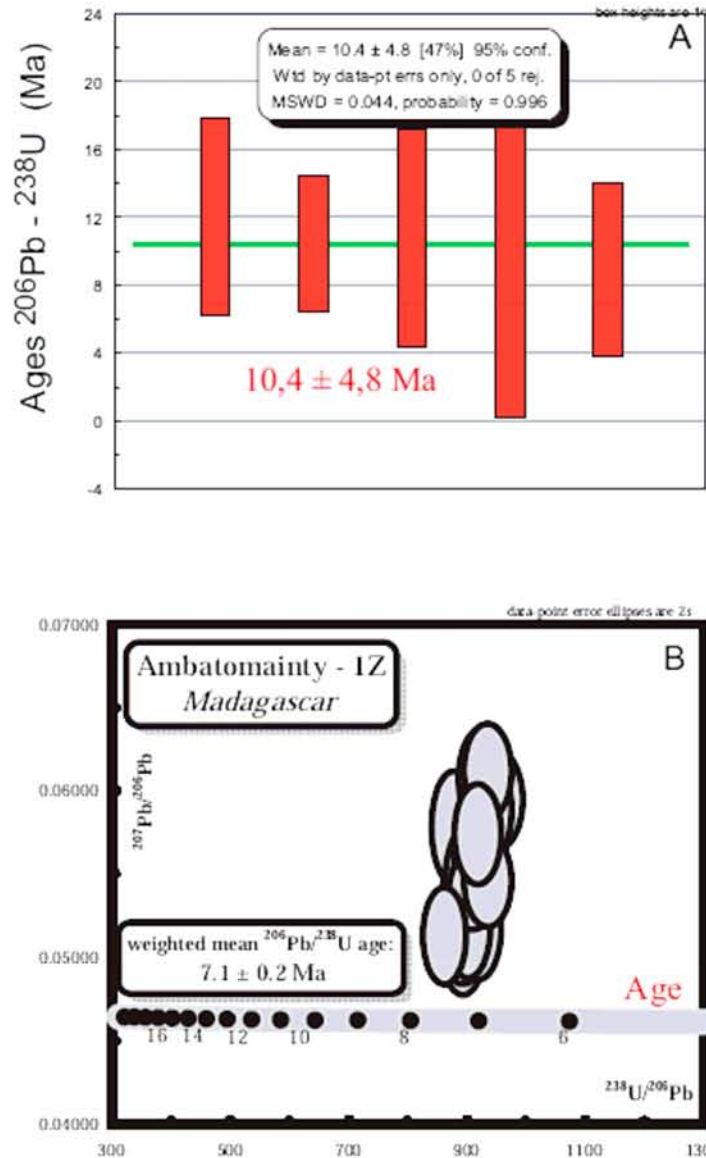 box heights are 1σ
A
Mean = 10.4 ± 4.8 [47%] 95% conf.
Wtd by data-pt errs only, 0 of 5 rej.
MSWD = 0.044, probability = 0.996
Ages ²⁰⁶Pb - ²³⁸U (Ma)
24
20
16
12
8
4
0
-4
10,4 ± 4,8 Ma
data-point error ellipses are 2s
B
Ambatomainty - 1Z
Madagascar
²⁰⁷Pb/²⁰⁶Pb
0.07000
0.06000
0.05000
0.04000
weighted mean ²⁰⁶Pb/²³⁸U age:
7.1 ± 0.2 Ma
Age
16 14 12 10 8 6
²³⁸U/²⁰⁶Pb
300 500 700 900 1100